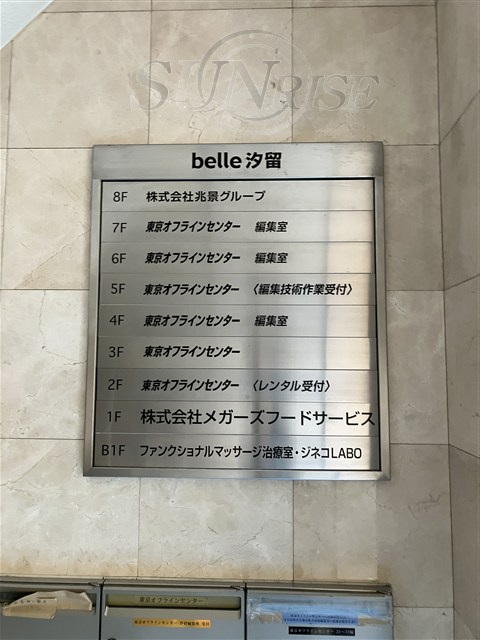 SUNRISE
belle 汐留
8F 株式会社兆景グループ
7F 東京オフラインセンター 編集室
6F 東京オフラインセンター 編集室
5F 東京オフラインセンター 〈編集技術作業受付〉
4F 東京オフラインセンター 編集室
3F 東京オフラインセンター
2F 東京オフラインセンター 〈レンタル受付〉
1F 株式会社メガーズフードサービス
B1F ファンクショナルマッサージ治療室・ジネコLABO
東京オフラインセンター